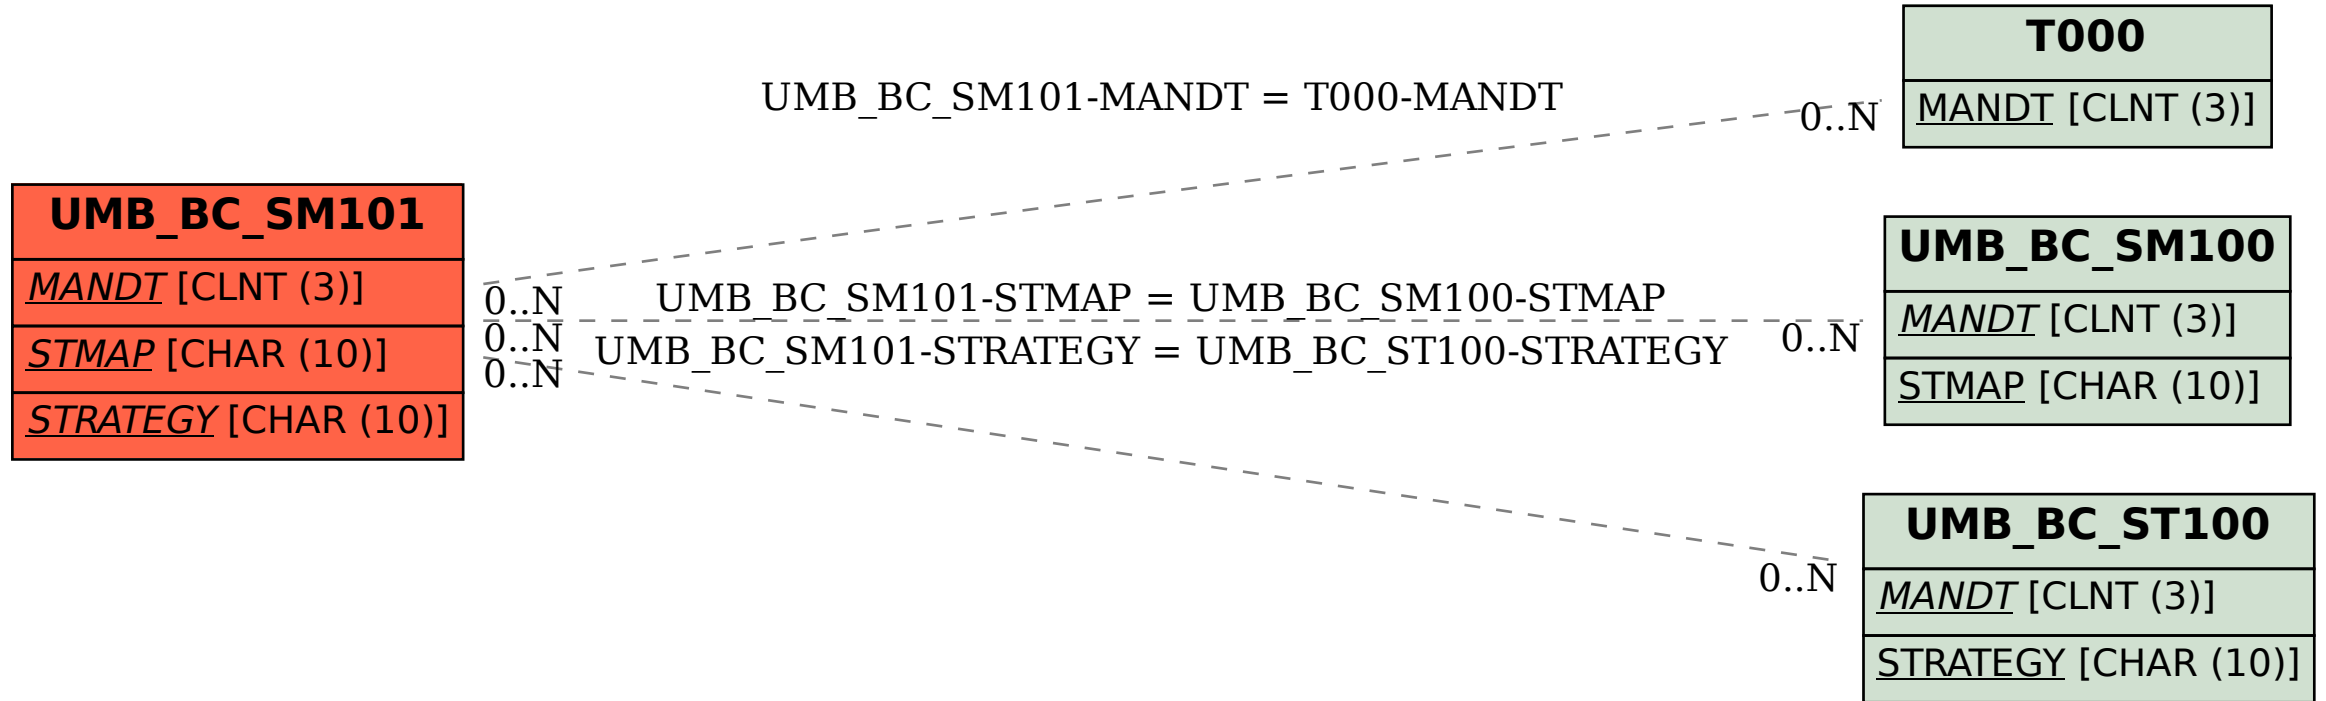 T000
MANDT [CLNT (3)]
UMB_BC_SM101-MANDT = T000-MANDT
0..N
UMB_BC_SM101
MANDT [CLNT (3)]
STMAP [CHAR (10)]
STRATEGY [CHAR (10)]
0..N
0..N
0..N
UMB_BC_SM101-STMAP = UMB_BC_SM100-STMAP
UMB_BC_SM101-STRATEGY = UMB_BC_ST100-STRATEGY
0..N
UMB_BC_SM100
MANDT [CLNT (3)]
STMAP [CHAR (10)]
0..N
UMB_BC_ST100
MANDT [CLNT (3)]
STRATEGY [CHAR (10)]